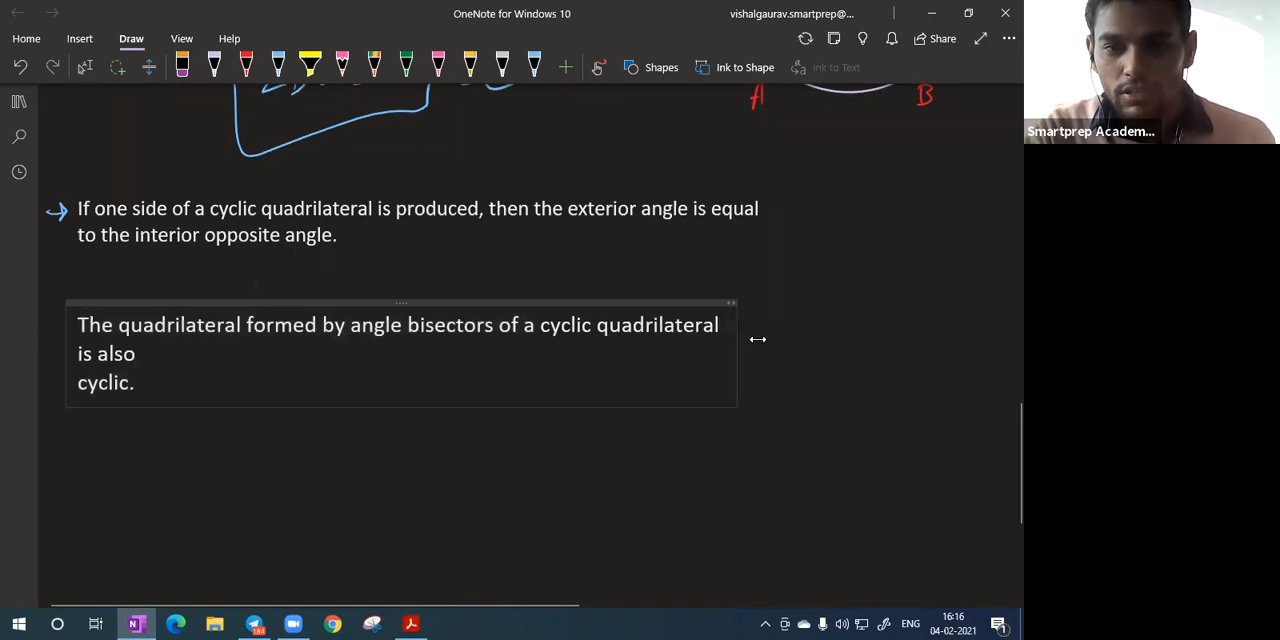 OneNote for Windows 10
vishalgaurav.smartprep@...
Home Insert Draw View Help
Share
Shapes
Ink to Shape
Ink to Text
A
B
Smartprep Academ...
If one side of a cyclic quadrilateral is produced, then the exterior angle is equal
to the interior opposite angle.
The quadrilateral formed by angle bisectors of a cyclic quadrilateral
is also
cyclic.
184
ENG
16:16
04-02-2021
1